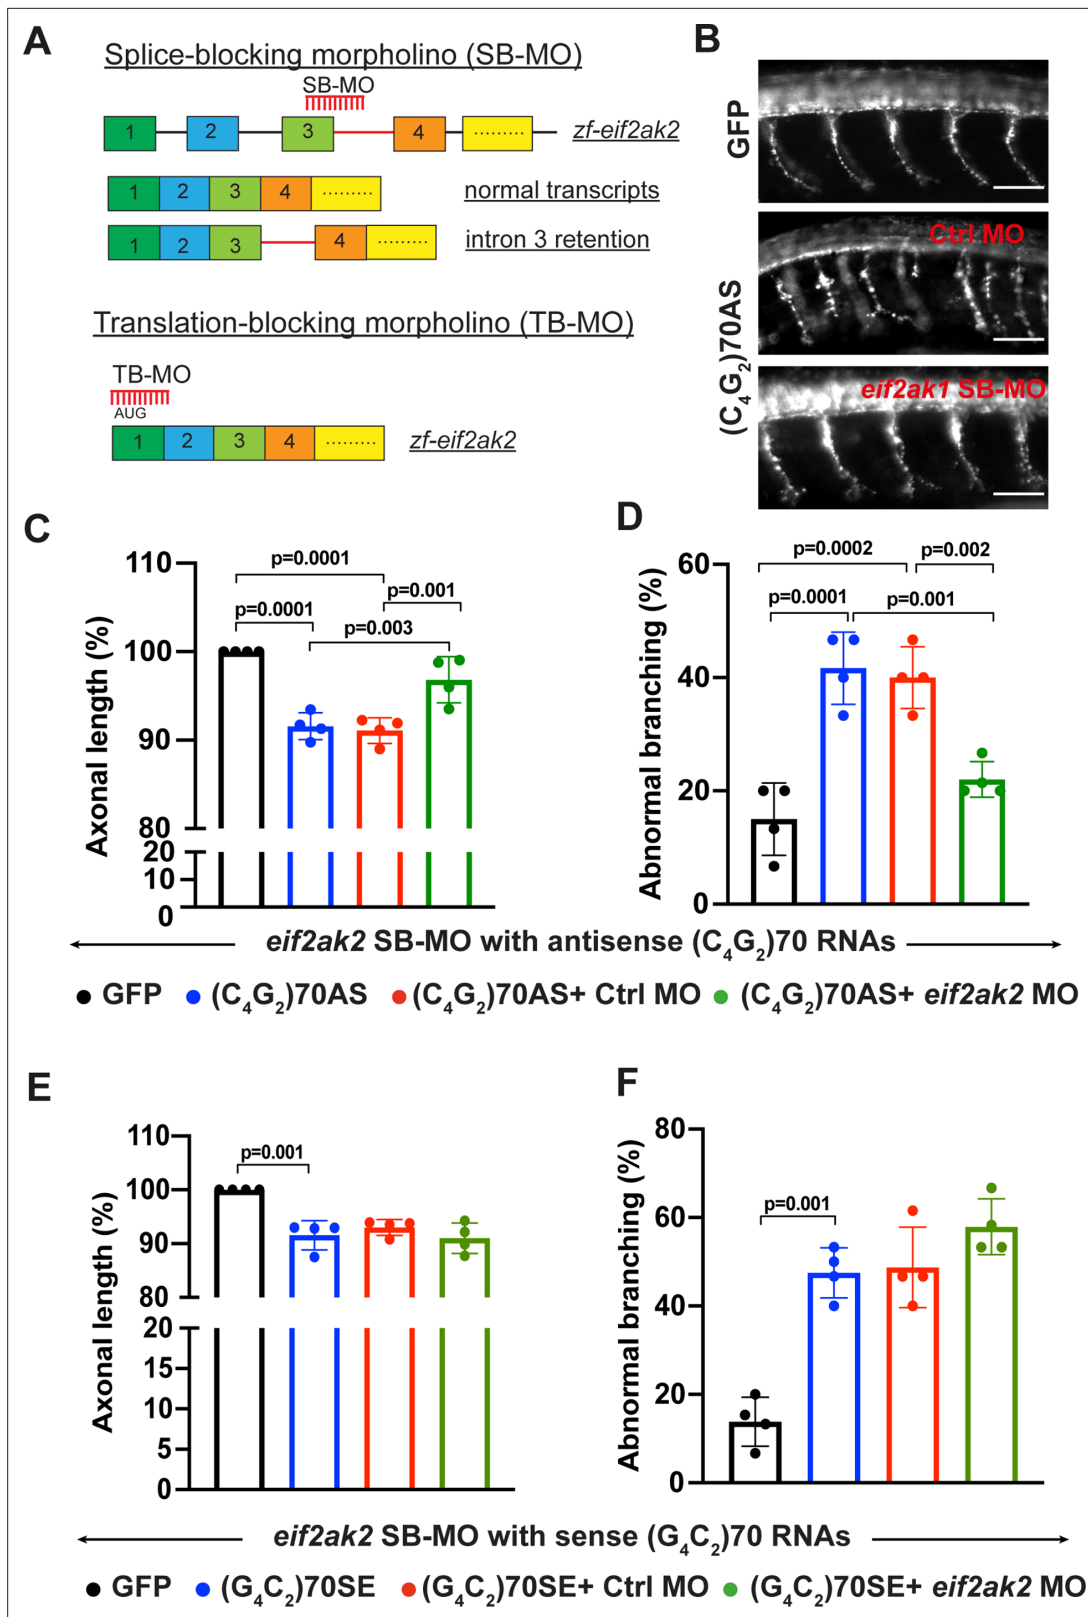 A
Splice-blocking morpholino (SB-MO)
SB-MO
1 2 3 4 ......... zf-eif2ak2
1 2 3 4 ......... normal transcripts
1 2 3 4 ......... intron 3 retention
Translation-blocking morpholino (TB-MO)
TB-MO
AUG
1 2 3 4 ......... zf-eif2ak2
B
GFP
(C₄G₂)70AS
Ctrl MO
eif2ak1 SB-MO
C
Axonal length (%)
110
100
90
80
20
10
0
p=0.0001
p=0.0001
p=0.001
p=0.003
D
Abnormal branching (%)
60
40
20
0
p=0.0002
p=0.002
p=0.0001
p=0.001
eif2ak2 SB-MO with antisense (C₄G₂)70 RNAs
GFP (C₄G₂)70AS (C₄G₂)70AS+ Ctrl MO (C₄G₂)70AS+ eif2ak2 MO
E
Axonal length (%)
110
100
90
80
20
15
10
5
0
p=0.001
F
Abnormal branching (%)
80
60
40
20
0
p=0.001
eif2ak2 SB-MO with sense (G₄C₂)70 RNAs
GFP (G₄C₂)70SE (G₄C₂)70SE+ Ctrl MO (G₄C₂)70SE+ eif2ak2 MO